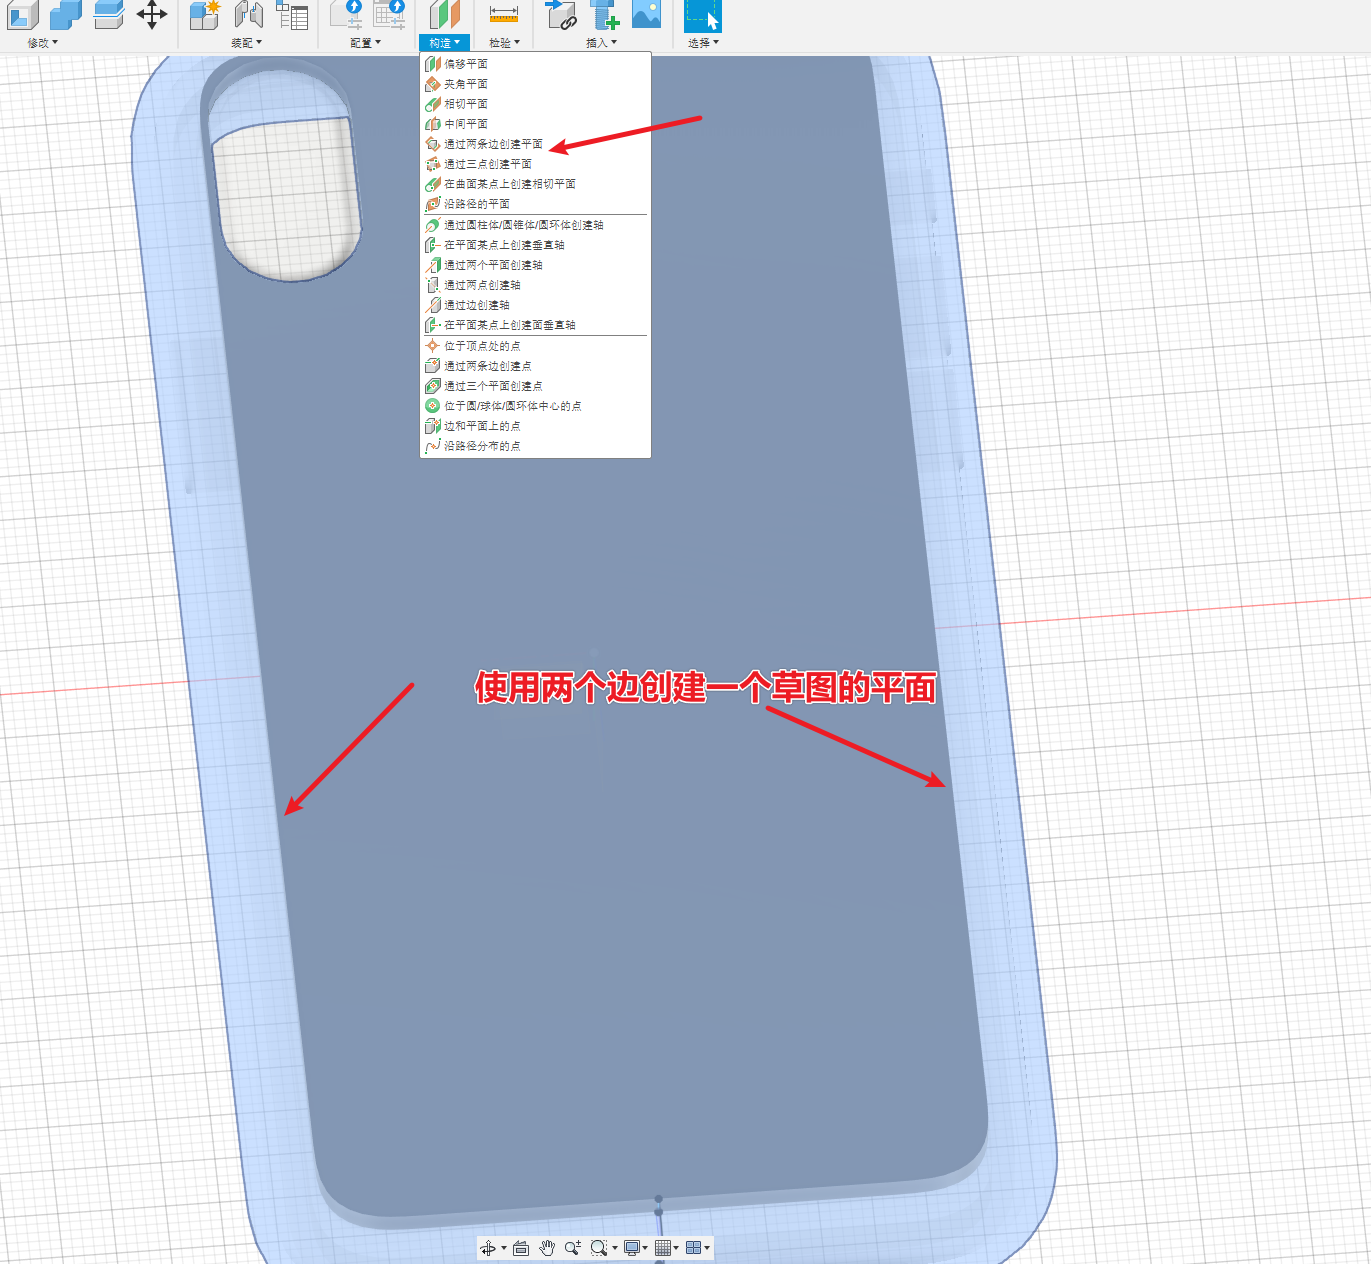 修改▼
装配▼
配置▼
构造▼
检验▼
插入▼
选择▼
偏移平面
夹角平面
相切平面
中间平面
通过两条边创建平面
通过三点创建平面
在曲面某点上创建相切平面
沿路径的平面
通过圆柱体/圆锥体/圆环体创建轴
在平面某点上创建垂直轴
通过两个平面创建轴
通过两点创建轴
通过边创建轴
在平面某点上创建面垂直轴
位于顶点处的点
通过两条边创建点
通过三个平面创建点
位于圆/球体/圆环体中心的点
边和平面上的点
沿路径分布的点
使用两个边创建一个草图的平面